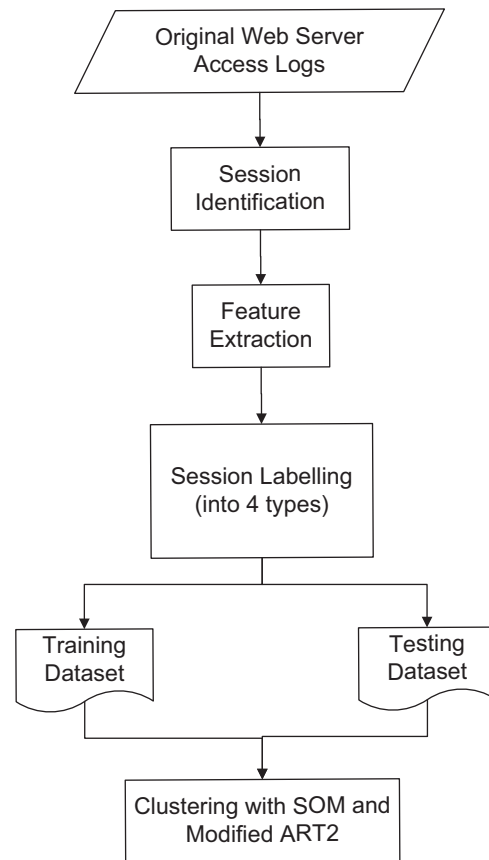 Original Web Server
Access Logs
Session
Identification
Feature
Extraction
Session Labelling
(into 4 types)
Training
Dataset
Testing
Dataset
Clustering with SOM and
Modified ART2